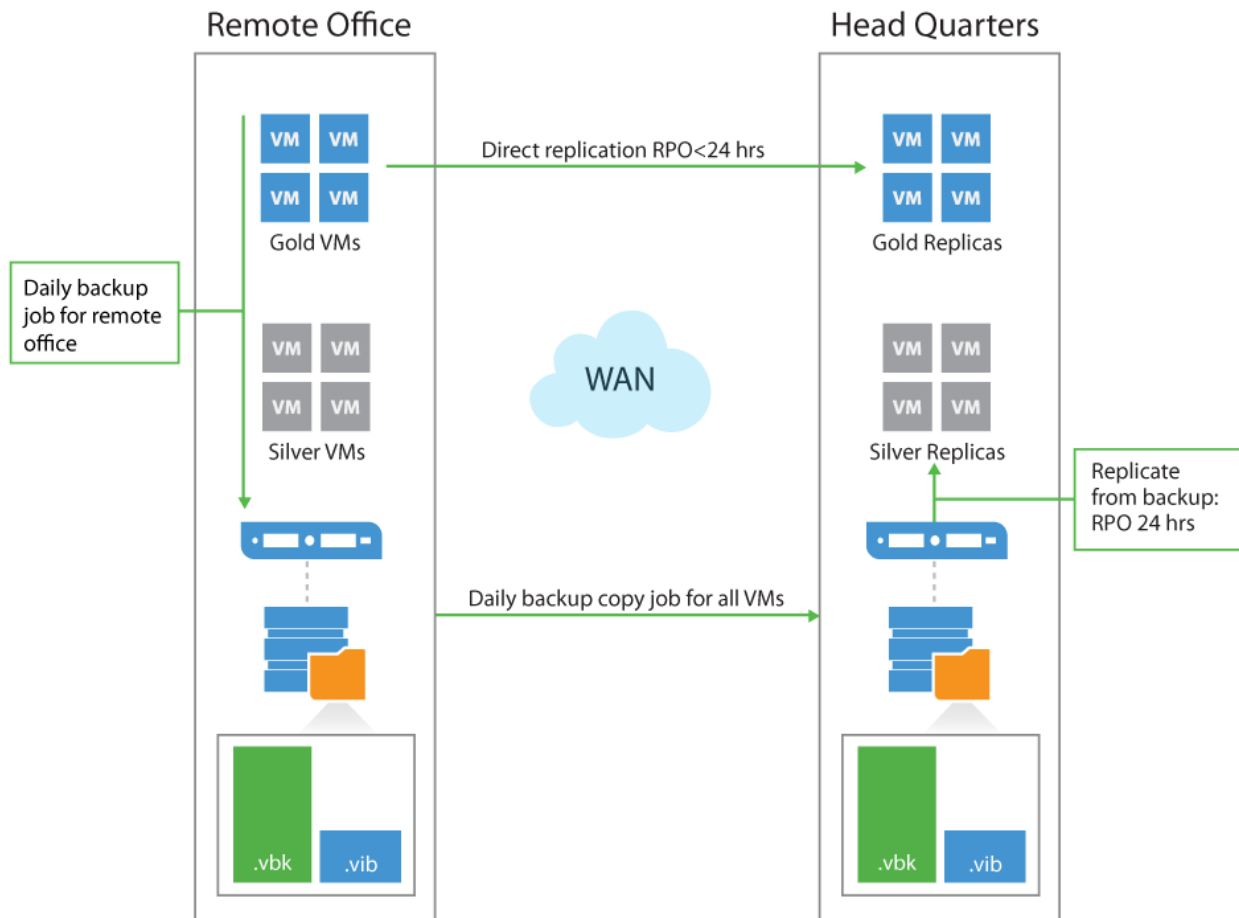 Remote Office
Head Quarters
VM VM
VM VM
Gold VMs
Direct replication RPO<24 hrs
VM VM
VM VM
Gold Replicas
Daily backup
job for remote
office
VM VM
VM VM
Silver VMs
WAN
VM VM
VM VM
Silver Replicas
Replicate
from backup:
RPO 24 hrs
Daily backup copy job for all VMs
.vbk .vib
.vbk .vib